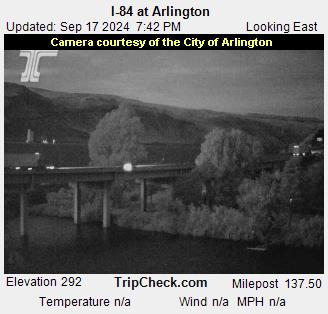 I-84 at Arlington
Updated: Sep 17 2024 7:42 PM Looking East
Camera courtesy of the City of Arlington
Elevation 292 TripCheck.com Milepost 137.50
Temperature n/a Wind n/a MPH n/a